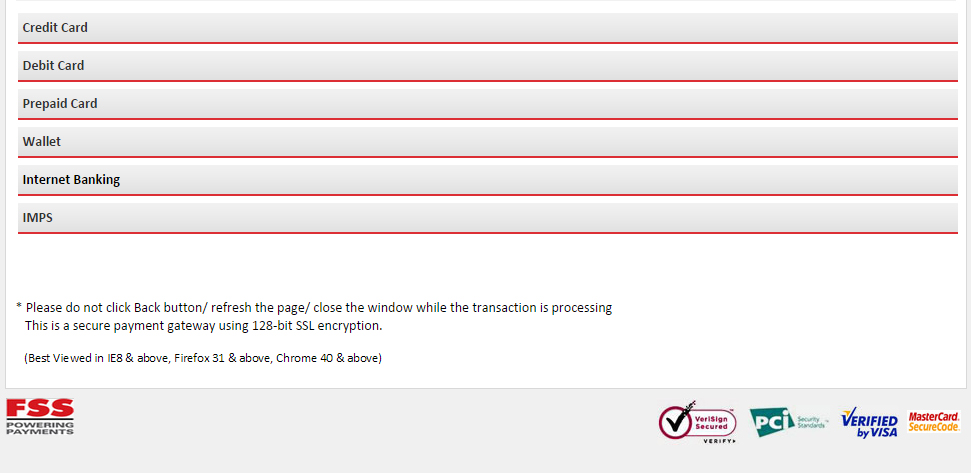 Credit Card
Debit Card
Prepaid Card
Wallet
Internet Banking
IMPS
* Please do not click Back button/ refresh the page/ close the window while the transaction is processing
This is a secure payment gateway using 128-bit SSL encryption.
(Best Viewed in IE8 & above, Firefox 31 & above, Chrome 40 & above)
FSS
POWERING
PAYMENTS
VeriSign
Secured
VERIFY
PCI
Security
Standards
VERIFIED
by VISA
MasterCard.
SecureCode.